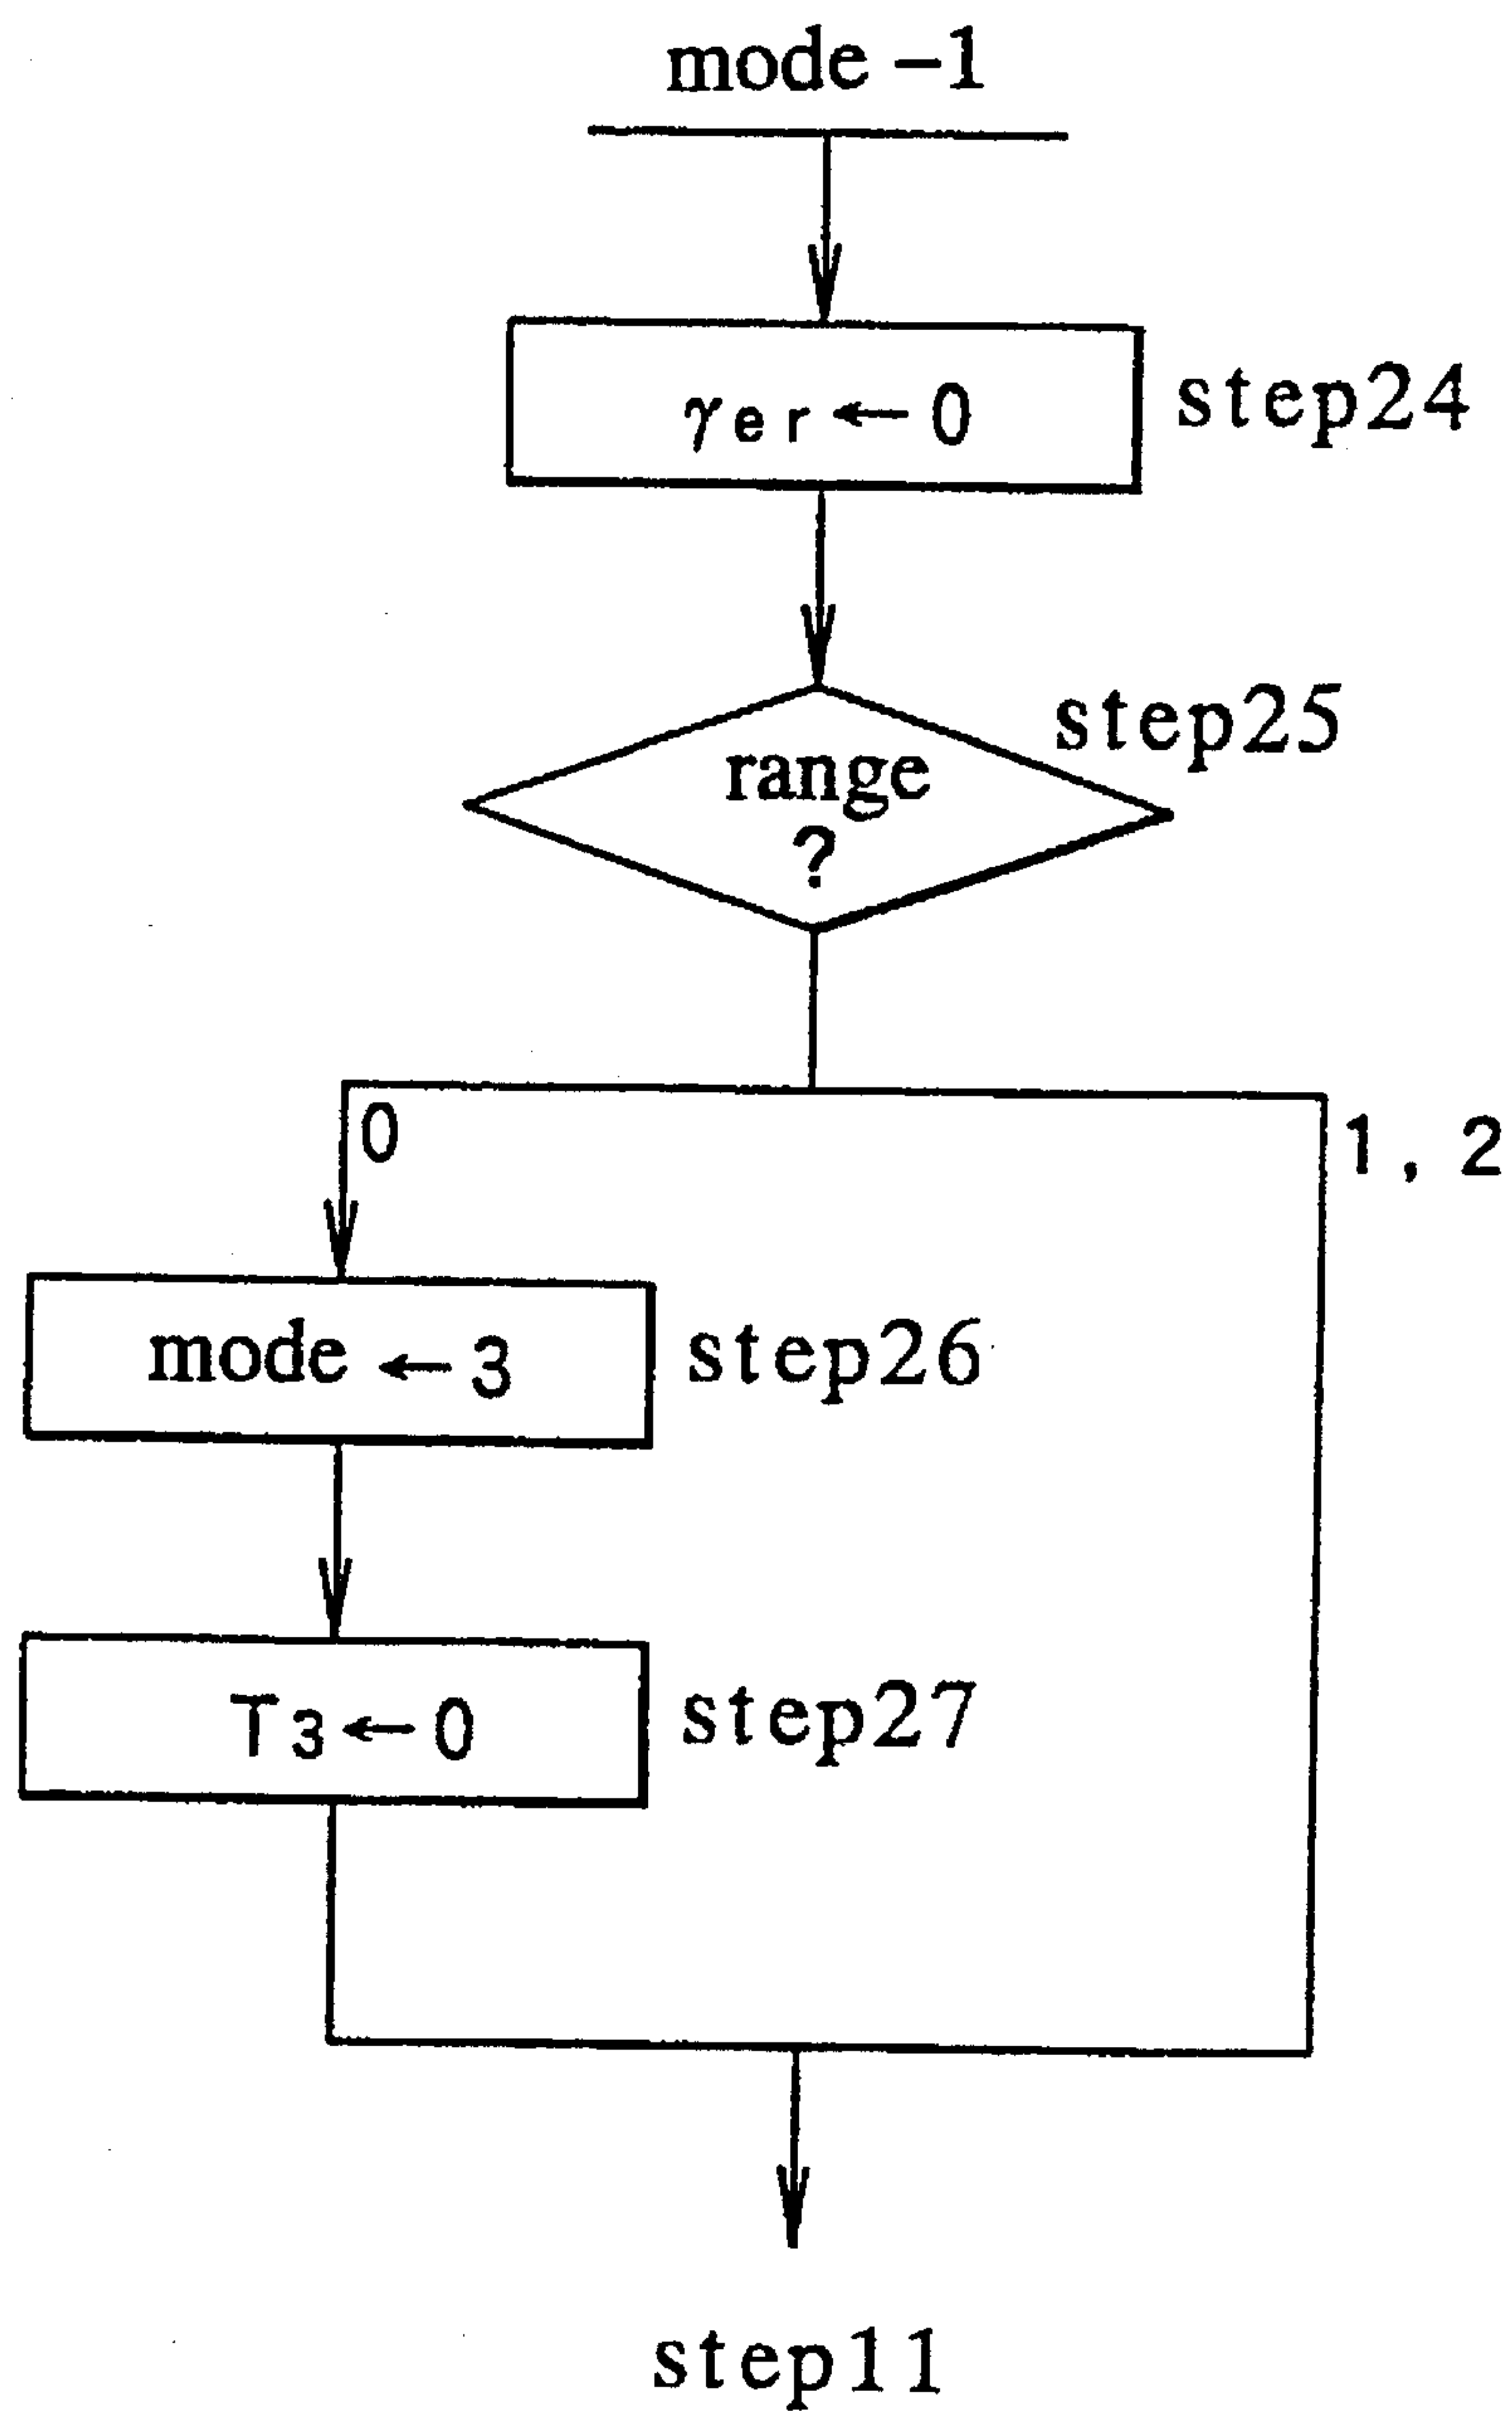 mode -1
γer ← 0
step24
step25
range
?
0
1, 2
mode ← 3
step26
T3 ← 0
step27
step11